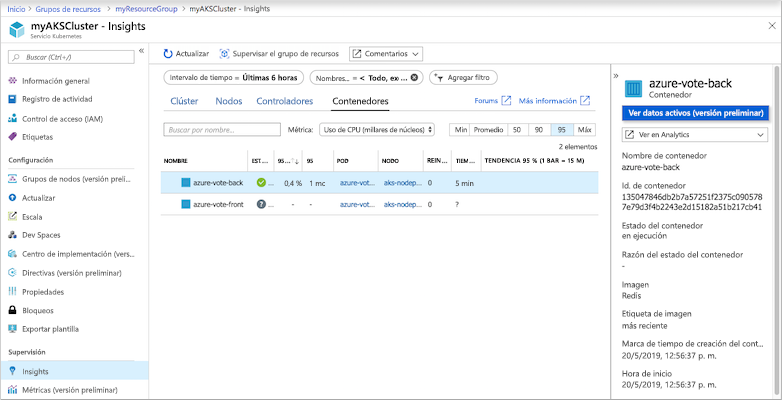 Inicio > Grupos de recursos > myResourceGroup > myAKSCluster - Insights
myAKSCluster - Insights
Servicio Kubernetes
Buscar (Ctrl+/)
«
Información general
Registro de actividad
Control de acceso (IAM)
Etiquetas
Configuración
Grupos de nodos (versión preli...
Actualizar
Escala
Dev Spaces
Centro de implementación (vers...
Directivas (versión preliminar)
Propiedades
Bloqueos
Exportar plantilla
Supervisión
Insights
Métricas (versión preliminar)
Actualizar
Supervisar el grupo de recursos
Comentarios
Intervalo de tiempo = Últimas 6 horas
Nombres... = < Todo, ex ...
Agregar filtro
Clúster Nodos Controladores Contenedores
Forums Más información
Buscar por nombre...
Métrica: Uso de CPU (millares de núcleos)
Mín Promedio 50 90 95 Máx
2 elementos
NOMBRE EST... 95... 95 POD NODO REIN... TIEM... TENDENCIA 95 % (1 BAR = 15 M)
azure-vote-back ... 0,4 % 1 mc azure-vot... aks-nodep... 0 5 min
azure-vote-front ? ... - - azure-vot... aks-nodep... 0 ?
»
azure-vote-back
Contenedor
Ver datos activos (versión preliminar)
Ver en Analytics
Nombre de contenedor
azure-vote-back
Id. de contenedor
135047846db2b7a57251f2375c090578
7e79d3f4b2243e2d15182a51b217cb41
Estado del contenedor
en ejecución
Razón del estado del contenedor
-
Imagen
Redis
Etiqueta de imagen
más reciente
Marca de tiempo de creación del cont...
20/5/2019, 12:56:37 p. m.
Hora de inicio
20/5/2019, 12:56:37 p. m.